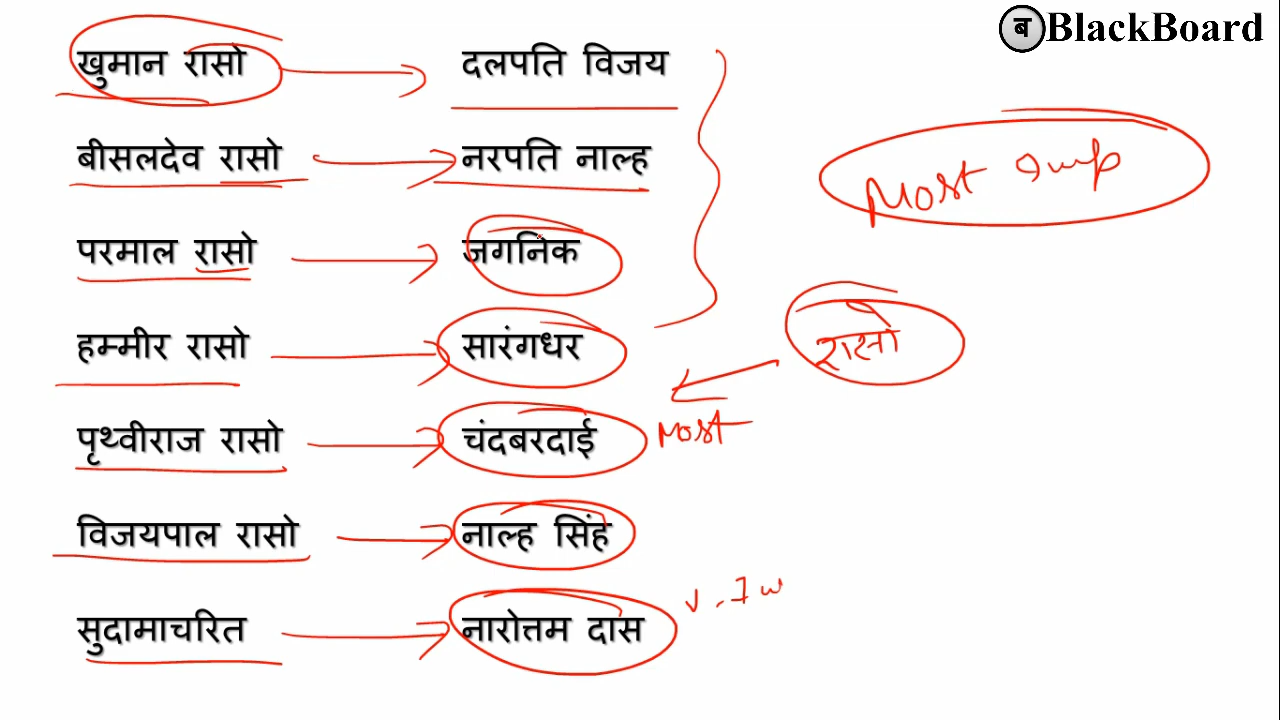 ब BlackBoard
खुमान रासो दलपति विजय
बीसलदेव रासो नरपति नाल्ह
Most Imp
परमाल रासो जगनिक
हम्मीर रासो सारंगधर
रासो
पृथ्वीराज रासो चंदबरदाई Most
विजयपाल रासो नाल्ह सिंह
सुदामाचरित नारोत्तम दास